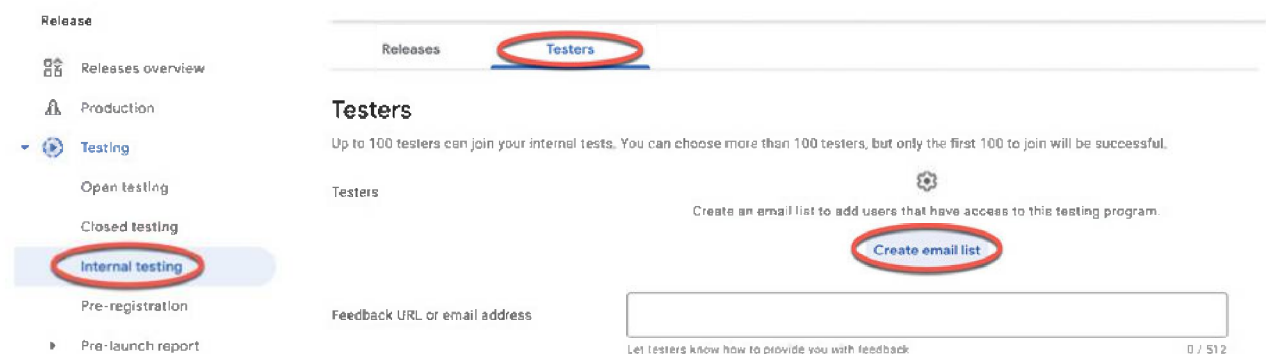 Release
Releases overview
Production
Testing
Open testing
Closed testing
Internal testing
Pre-registration
Pre-launch report
Releases
Testers
Testers
Up to 100 testers can join your internal tests. You can choose more than 100 testers, but only the first 100 to join will be successful.
Testers
Create an email list to add users that have access to this testing program.
Create email list
Feedback URL or email address
Let testers know how to provide you with feedback
0 / 512